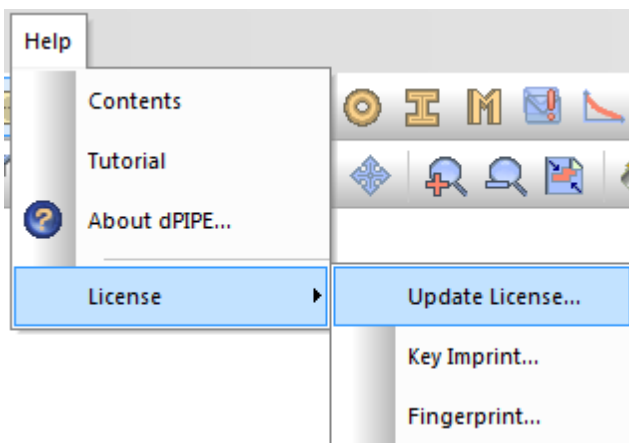 Help
Contents
Tutorial
About dPIPE...
License
Update License...
Key Imprint...
Fingerprint...